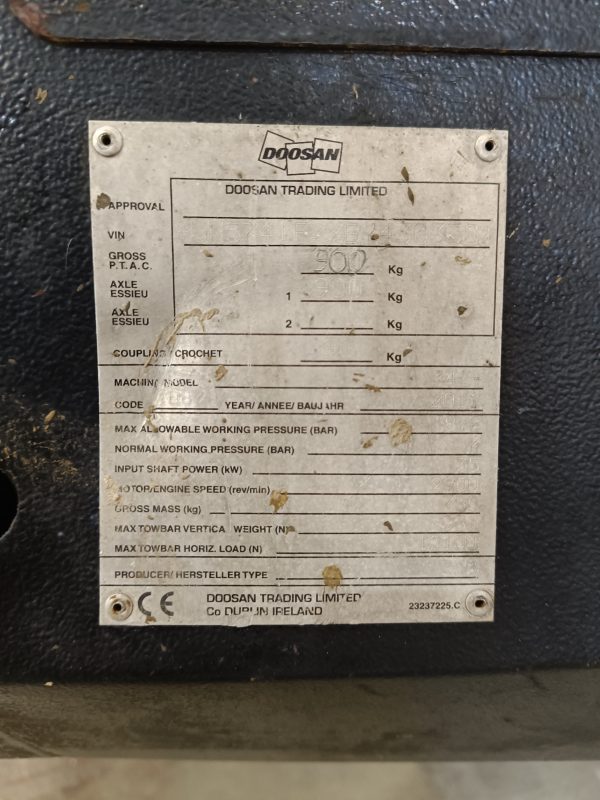 DOOSAN
DOOSAN TRADING LIMITED
APPROVAL
VIN
GROSS P.T.A.C. 900 Kg
AXLE ESSIEU 1 Kg
AXLE ESSIEU 2 Kg
COUPLING / CROCHET Kg
MACHINE MODEL
CODE YEAR/ ANNEE/ BAUJAHR
MAX ALLOWABLE WORKING PRESSURE (BAR)
NORMAL WORKING PRESSURE (BAR)
INPUT SHAFT POWER (kW)
MOTOR/ENGINE SPEED (rev/min)
GROSS MASS (kg)
MAX TOWBAR VERTICA WEIGHT (N)
MAX TOWBAR HORIZ. LOAD (N)
PRODUCER/ HERSTELLER TYPE
CE DOOSAN TRADING LIMITED
Co DUBLIN IRELAND 23237225.C